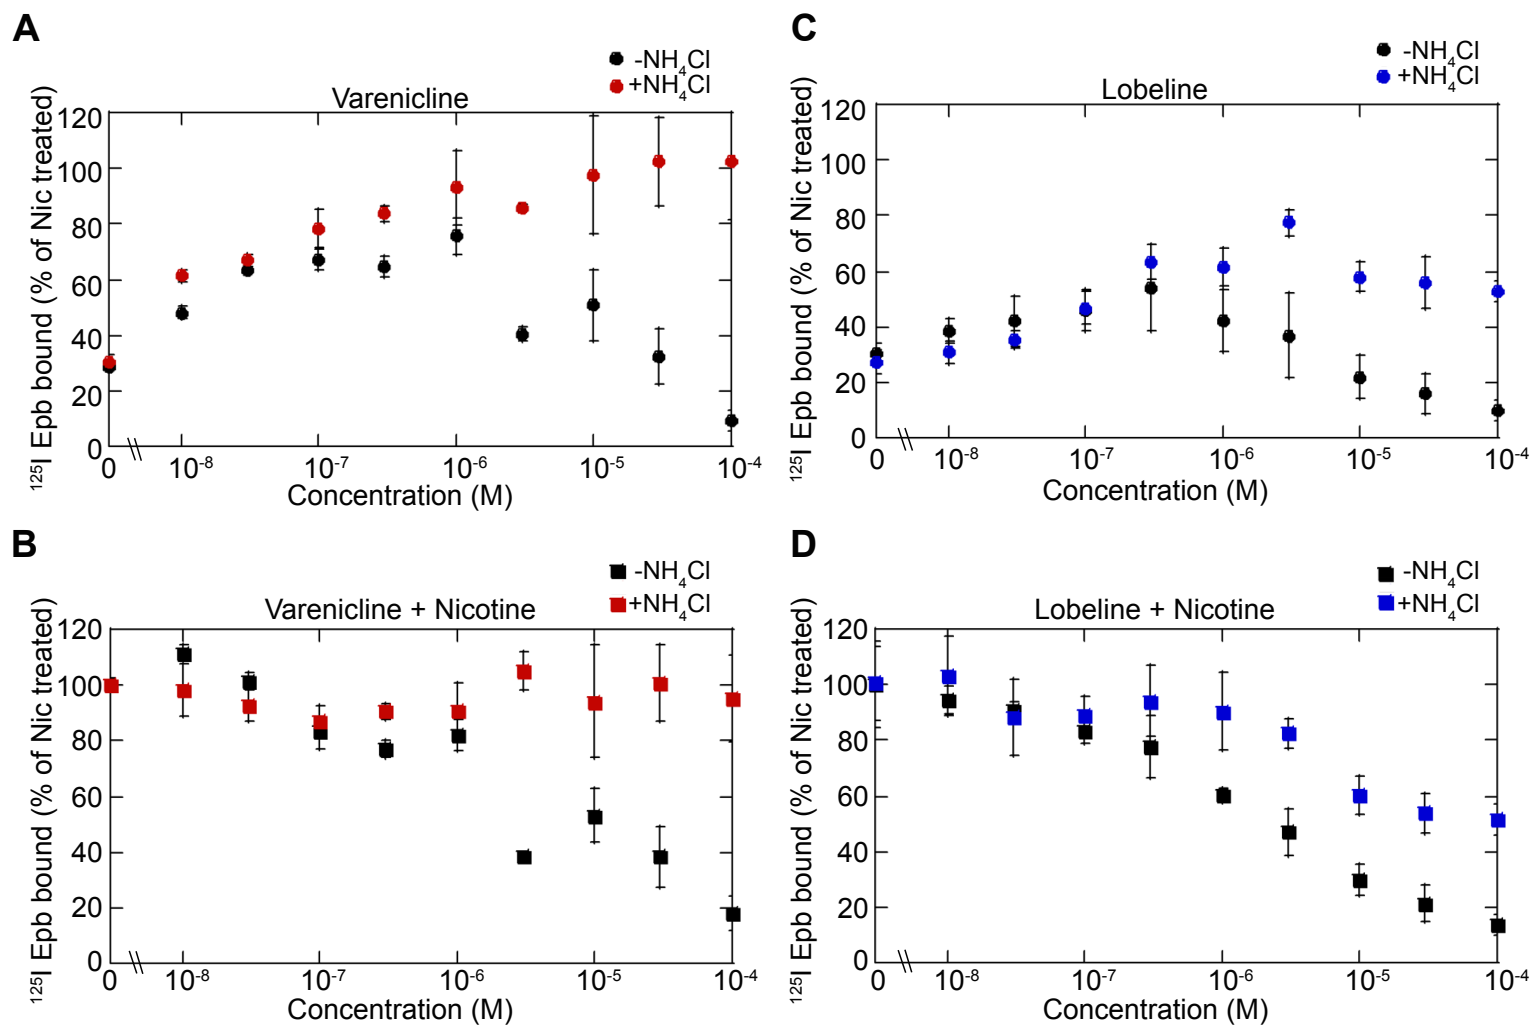 A
-NH₄Cl
+NH₄Cl
Varenicline
¹²⁵I Epb bound (% of Nic treated)
120
100
80
60
40
20
0
0 10⁻⁸ 10⁻⁷ 10⁻⁶ 10⁻⁵ 10⁻⁴
Concentration (M)
C
-NH₄Cl
+NH₄Cl
Lobeline
¹²⁵I Epb bound (% of Nic treated)
120
100
80
60
40
20
0
0 10⁻⁸ 10⁻⁷ 10⁻⁶ 10⁻⁵ 10⁻⁴
Concentration (M)
B
-NH₄Cl
+NH₄Cl
Varenicline + Nicotine
¹²⁵I Epb bound (% of Nic treated)
120
100
80
60
40
20
0
0 10⁻⁸ 10⁻⁷ 10⁻⁶ 10⁻⁵ 10⁻⁴
Concentration (M)
D
-NH₄Cl
+NH₄Cl
Lobeline + Nicotine
¹²⁵I Epb bound (% of Nic treated)
120
100
80
60
40
20
0
0 10⁻⁸ 10⁻⁷ 10⁻⁶ 10⁻⁵ 10⁻⁴
Concentration (M)